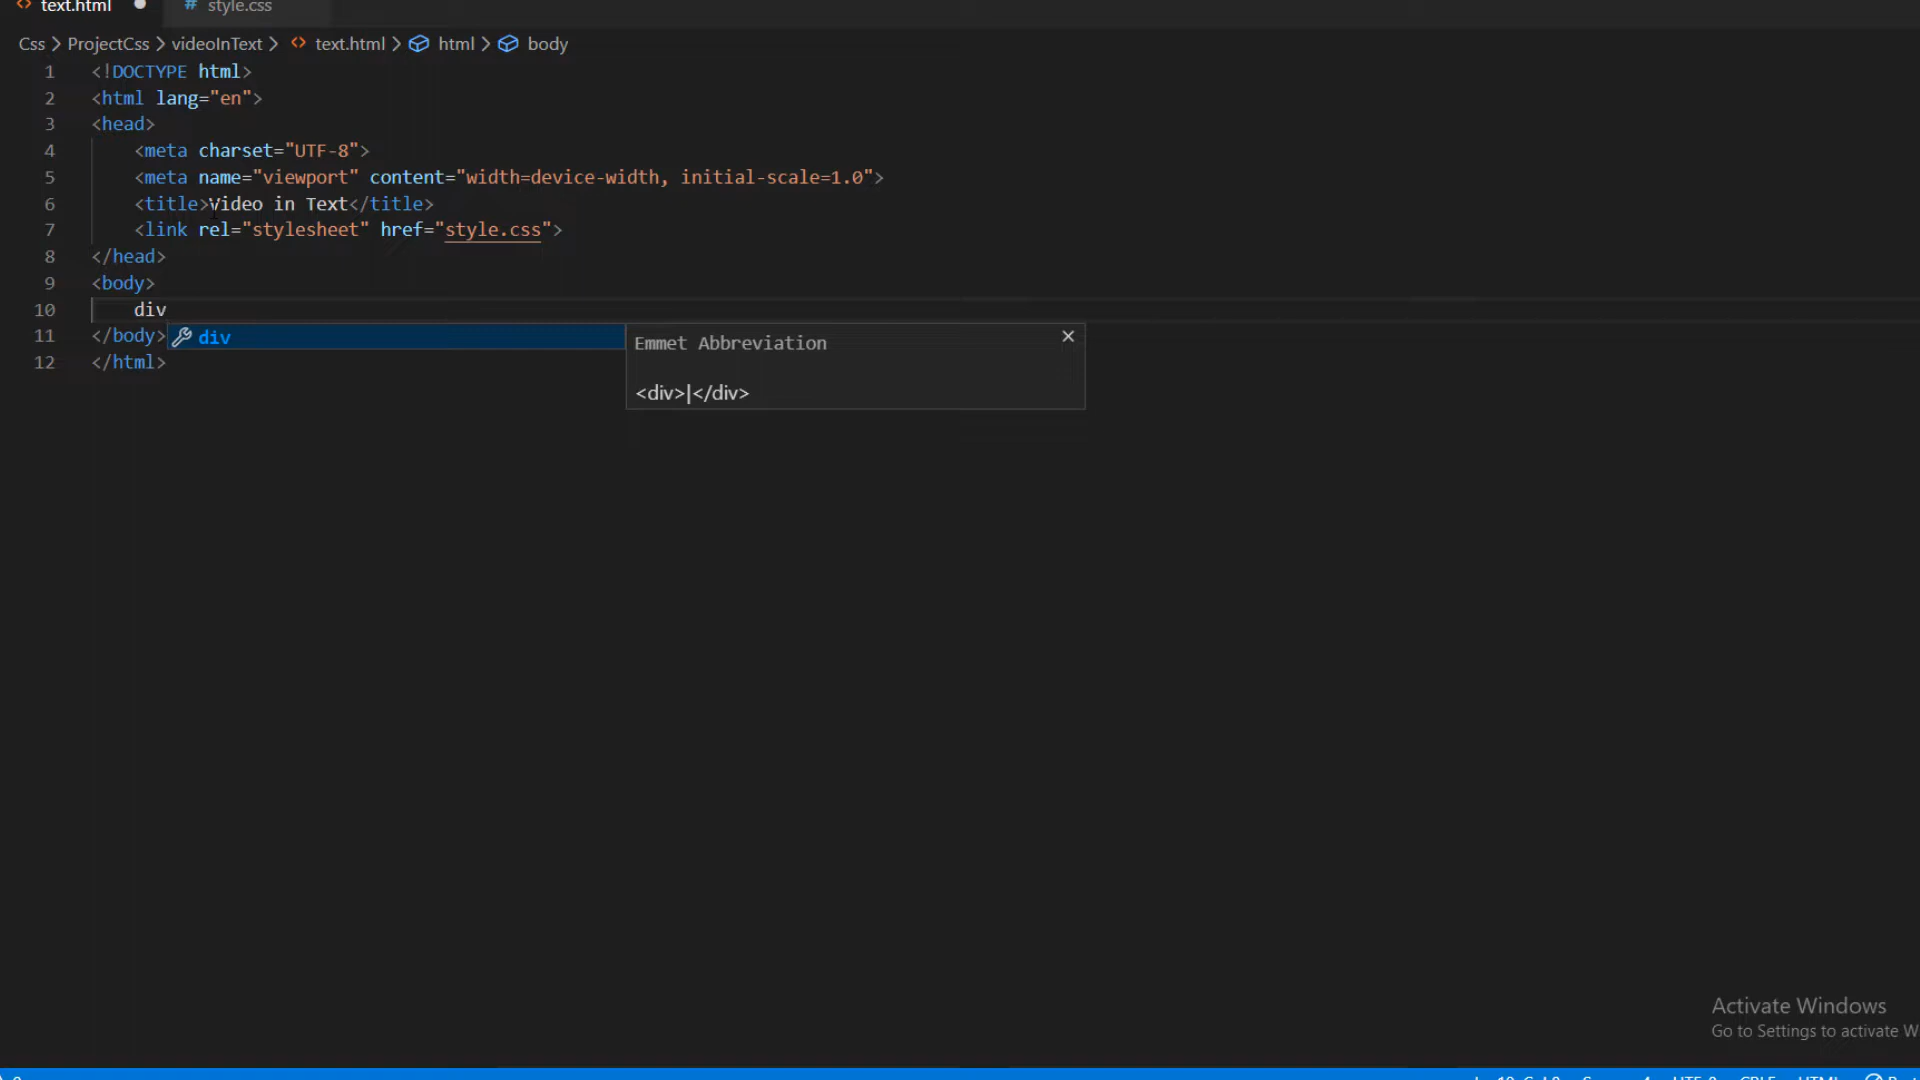 text.html style.css
Css ProjectCss videoInText text.html html body
1 <!DOCTYPE html>
2 <html lang="en">
3 <head>
4 <meta charset="UTF-8">
5 <meta name="viewport" content="width=device-width, initial-scale=1.0">
6 <title>Video in Text</title>
7 <link rel="stylesheet" href="style.css">
8 </head>
9 <body>
10 div
11 </body>
div
Emmet Abbreviation
<div>|</div>
12 </html>
Activate Windows
Go to Settings to activate W